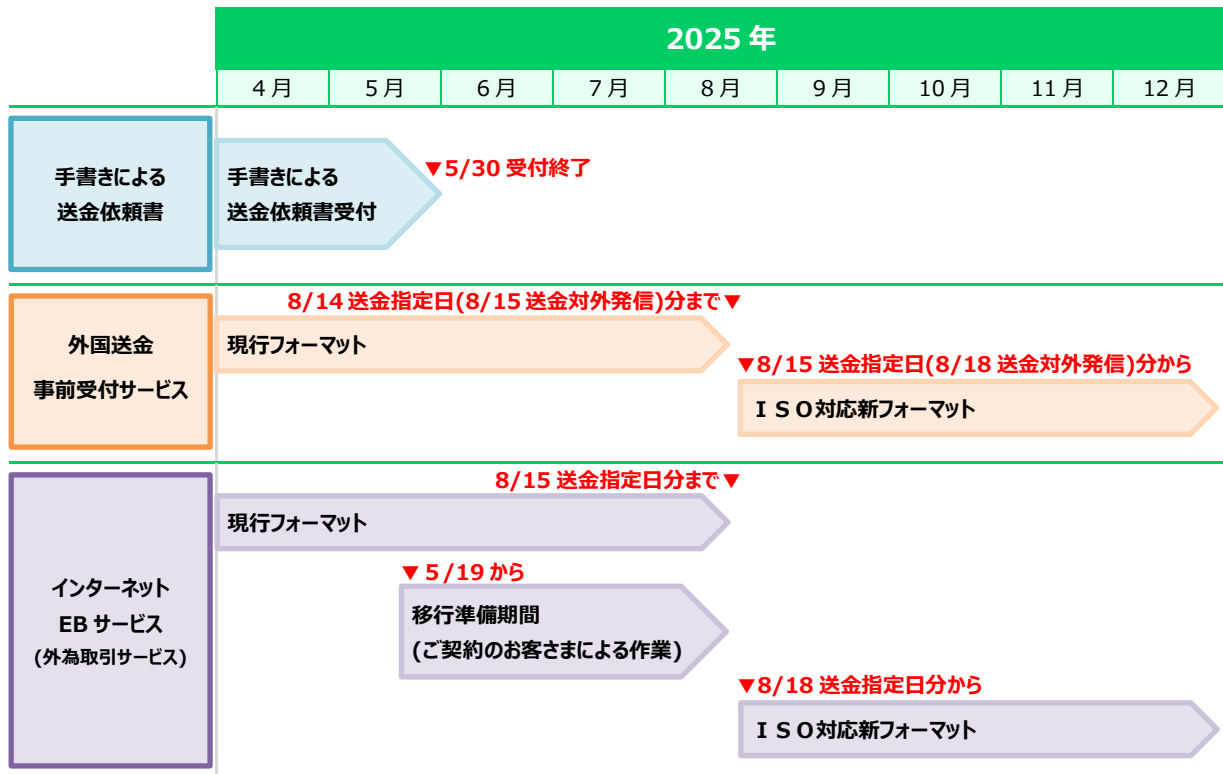 2025 年
4 月 5 月 6 月 7 月 8 月 9 月 10 月 11 月 12 月
手書きによる
送金依頼書
手書きによる
送金依頼書受付
▼5/30 受付終了
外国送金
事前受付サービス
8/14 送金指定日(8/15 送金対外発信)分まで▼
現行フォーマット
▼8/15 送金指定日(8/18 送金対外発信)分から
ＩＳＯ対応新フォーマット
インターネット
EB サービス
(外為取引サービス)
8/15 送金指定日分まで▼
現行フォーマット
▼ 5/19 から
移行準備期間
(ご契約のお客さまによる作業)
▼8/18 送金指定日分から
ＩＳＯ対応新フォーマット